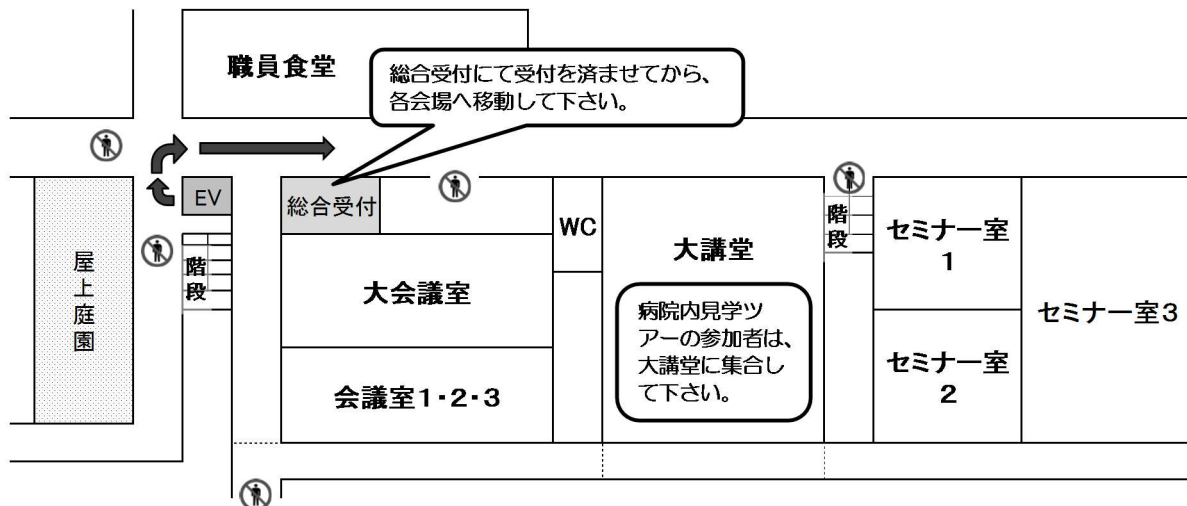 職員食堂
総合受付にて受付を済ませてから、
各会場へ移動して下さい。
EV
総合受付
階段
屋上庭園
大会議室
会議室1・2・3
WC
大講堂
病院内見学ツ
アーの参加者は、
大講堂に集合し
て下さい。
階段
セミナー室
1
セミナー室
2
セミナー室3